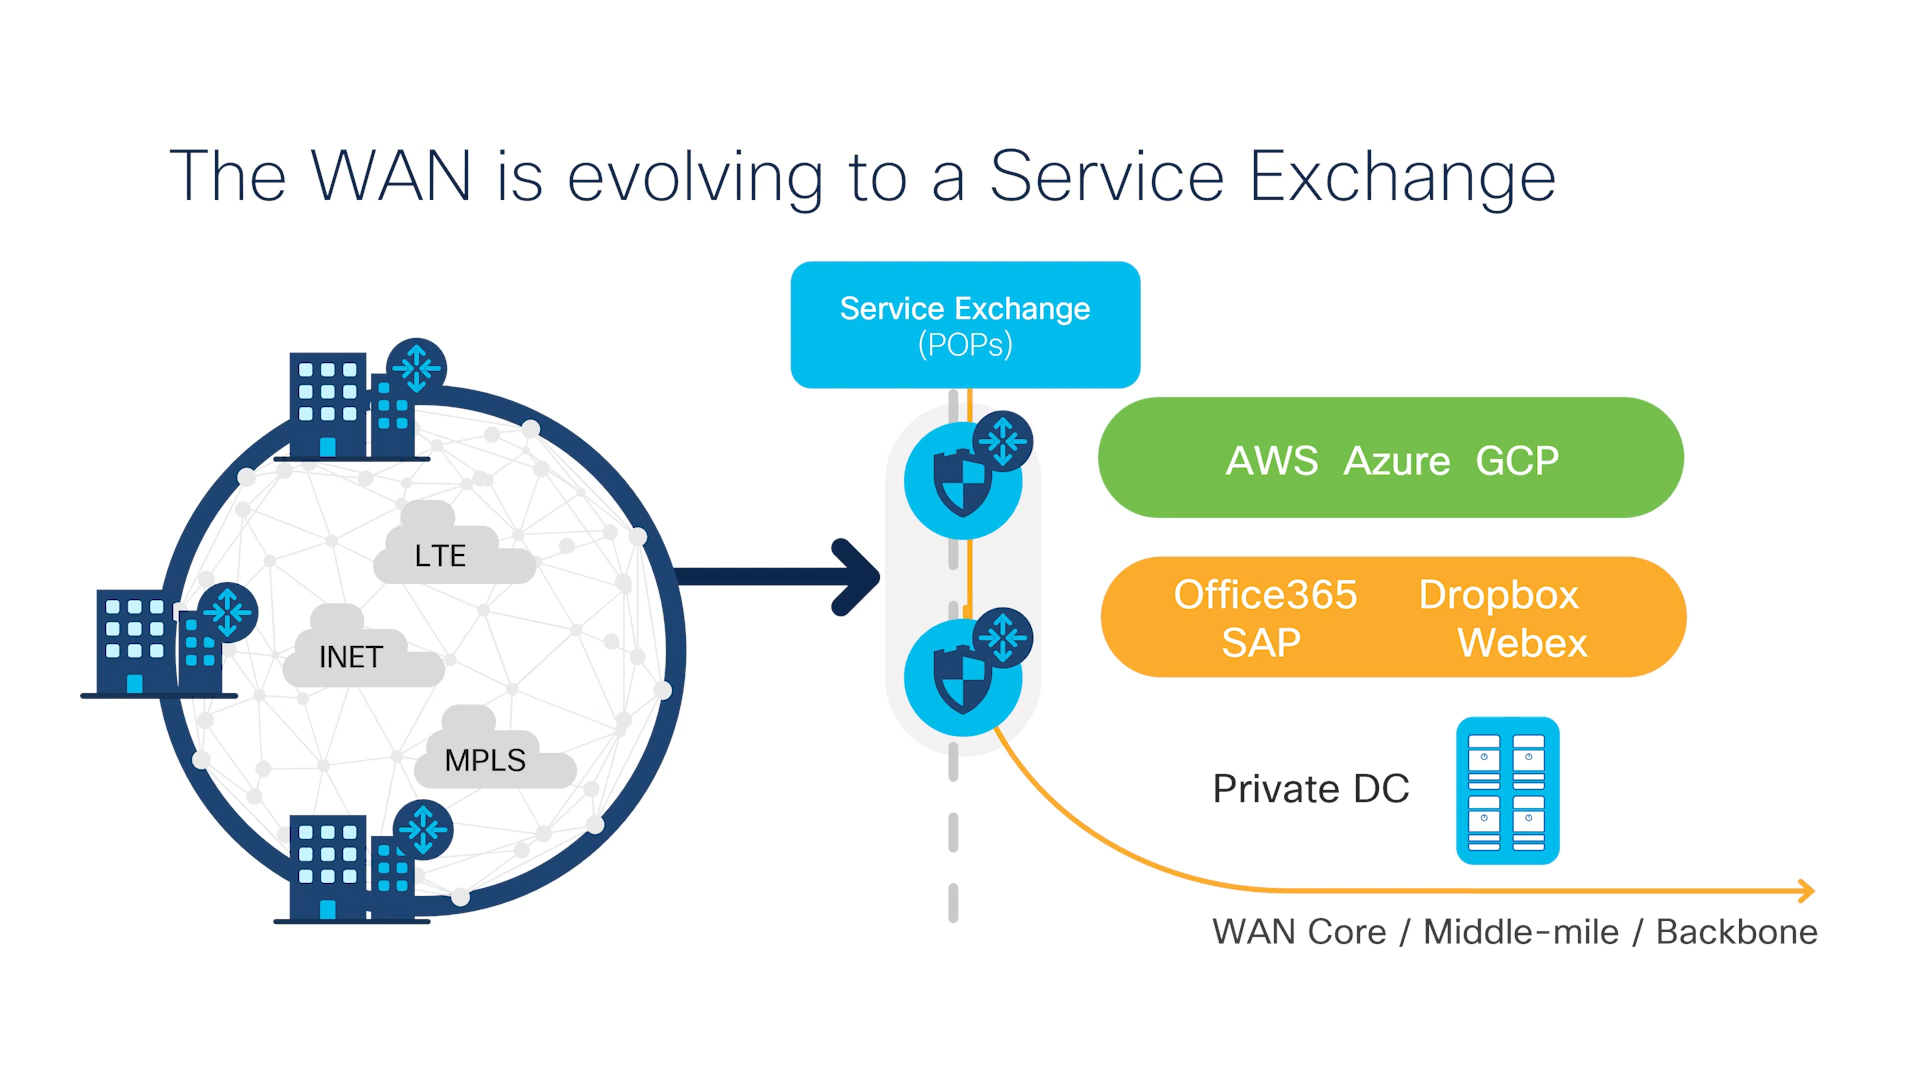 The WAN is evolving to a Service Exchange
Service Exchange
(POPs)
LTE
INET
MPLS
AWS Azure GCP
Office365 Dropbox
SAP Webex
Private DC
WAN Core / Middle-mile / Backbone